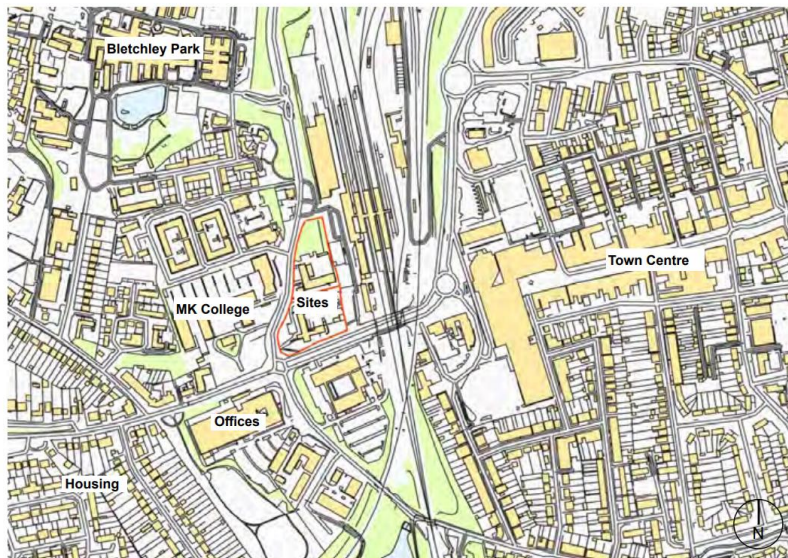 Bletchley Park
Town Centre
MK College
Sites
Offices
Housing
N